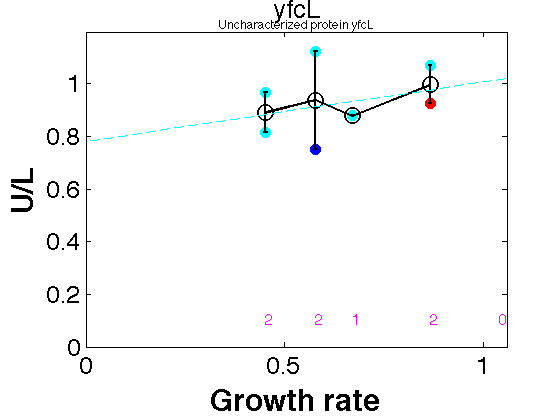 yfcL
Uncharacterized protein yfcL
U/L
1
0.8
0.6
0.4
0.2
0
2 2 1 2 0
0 0.5 1
Growth rate